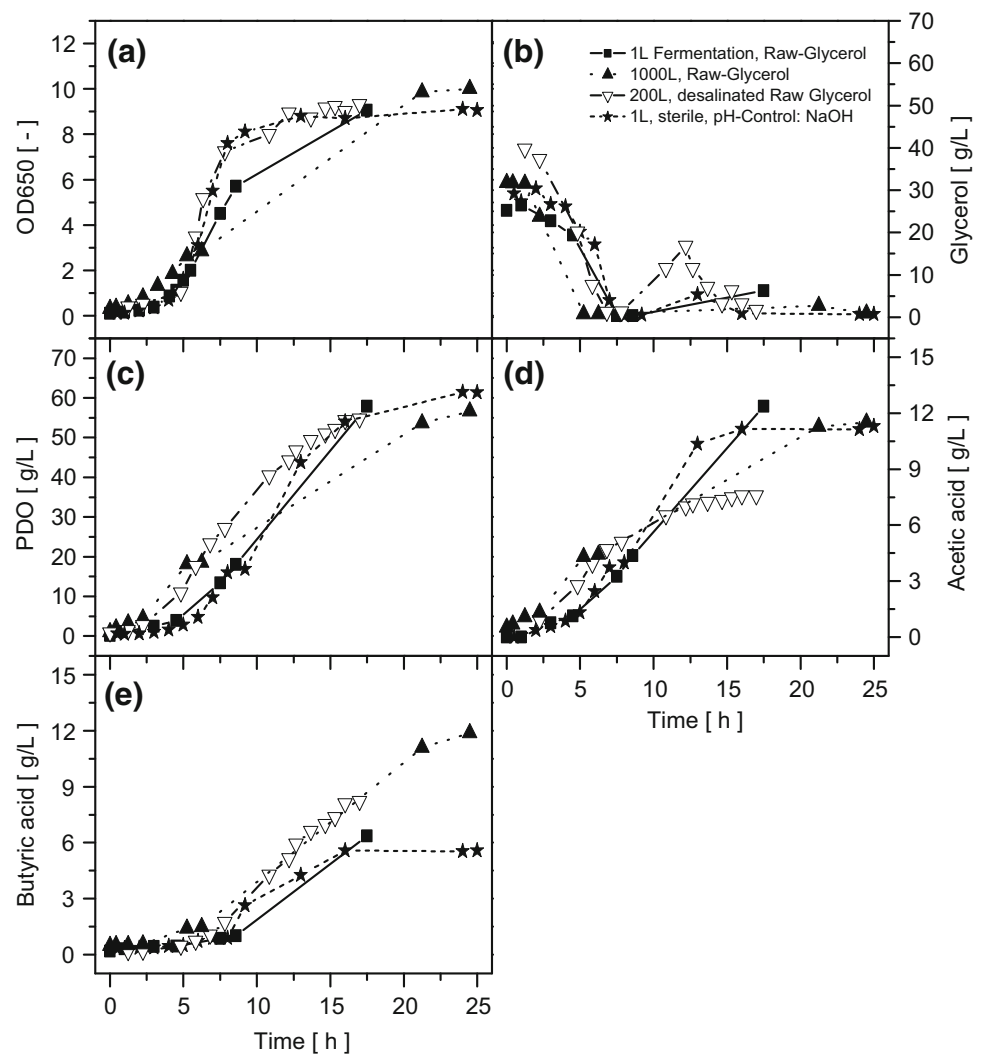 (a)
12
10
8
6
4
2
0
OD650 [ - ]
(b)
1L Fermentation, Raw-Glycerol
1000L, Raw-Glycerol
200L, desalinated Raw Glycerol
1L, sterile, pH-Control: NaOH
70
60
50
40
30
20
10
0
Glycerol [ g/L ]
(c)
70
60
50
40
30
20
10
0
PDO [ g/L ]
(d)
15
12
9
6
3
0
Acetic acid [ g/L ]
0 5 10 15 20 25
Time [ h ]
(e)
15
12
9
6
3
0
Butyric acid [ g/L ]
0 5 10 15 20 25
Time [ h ]